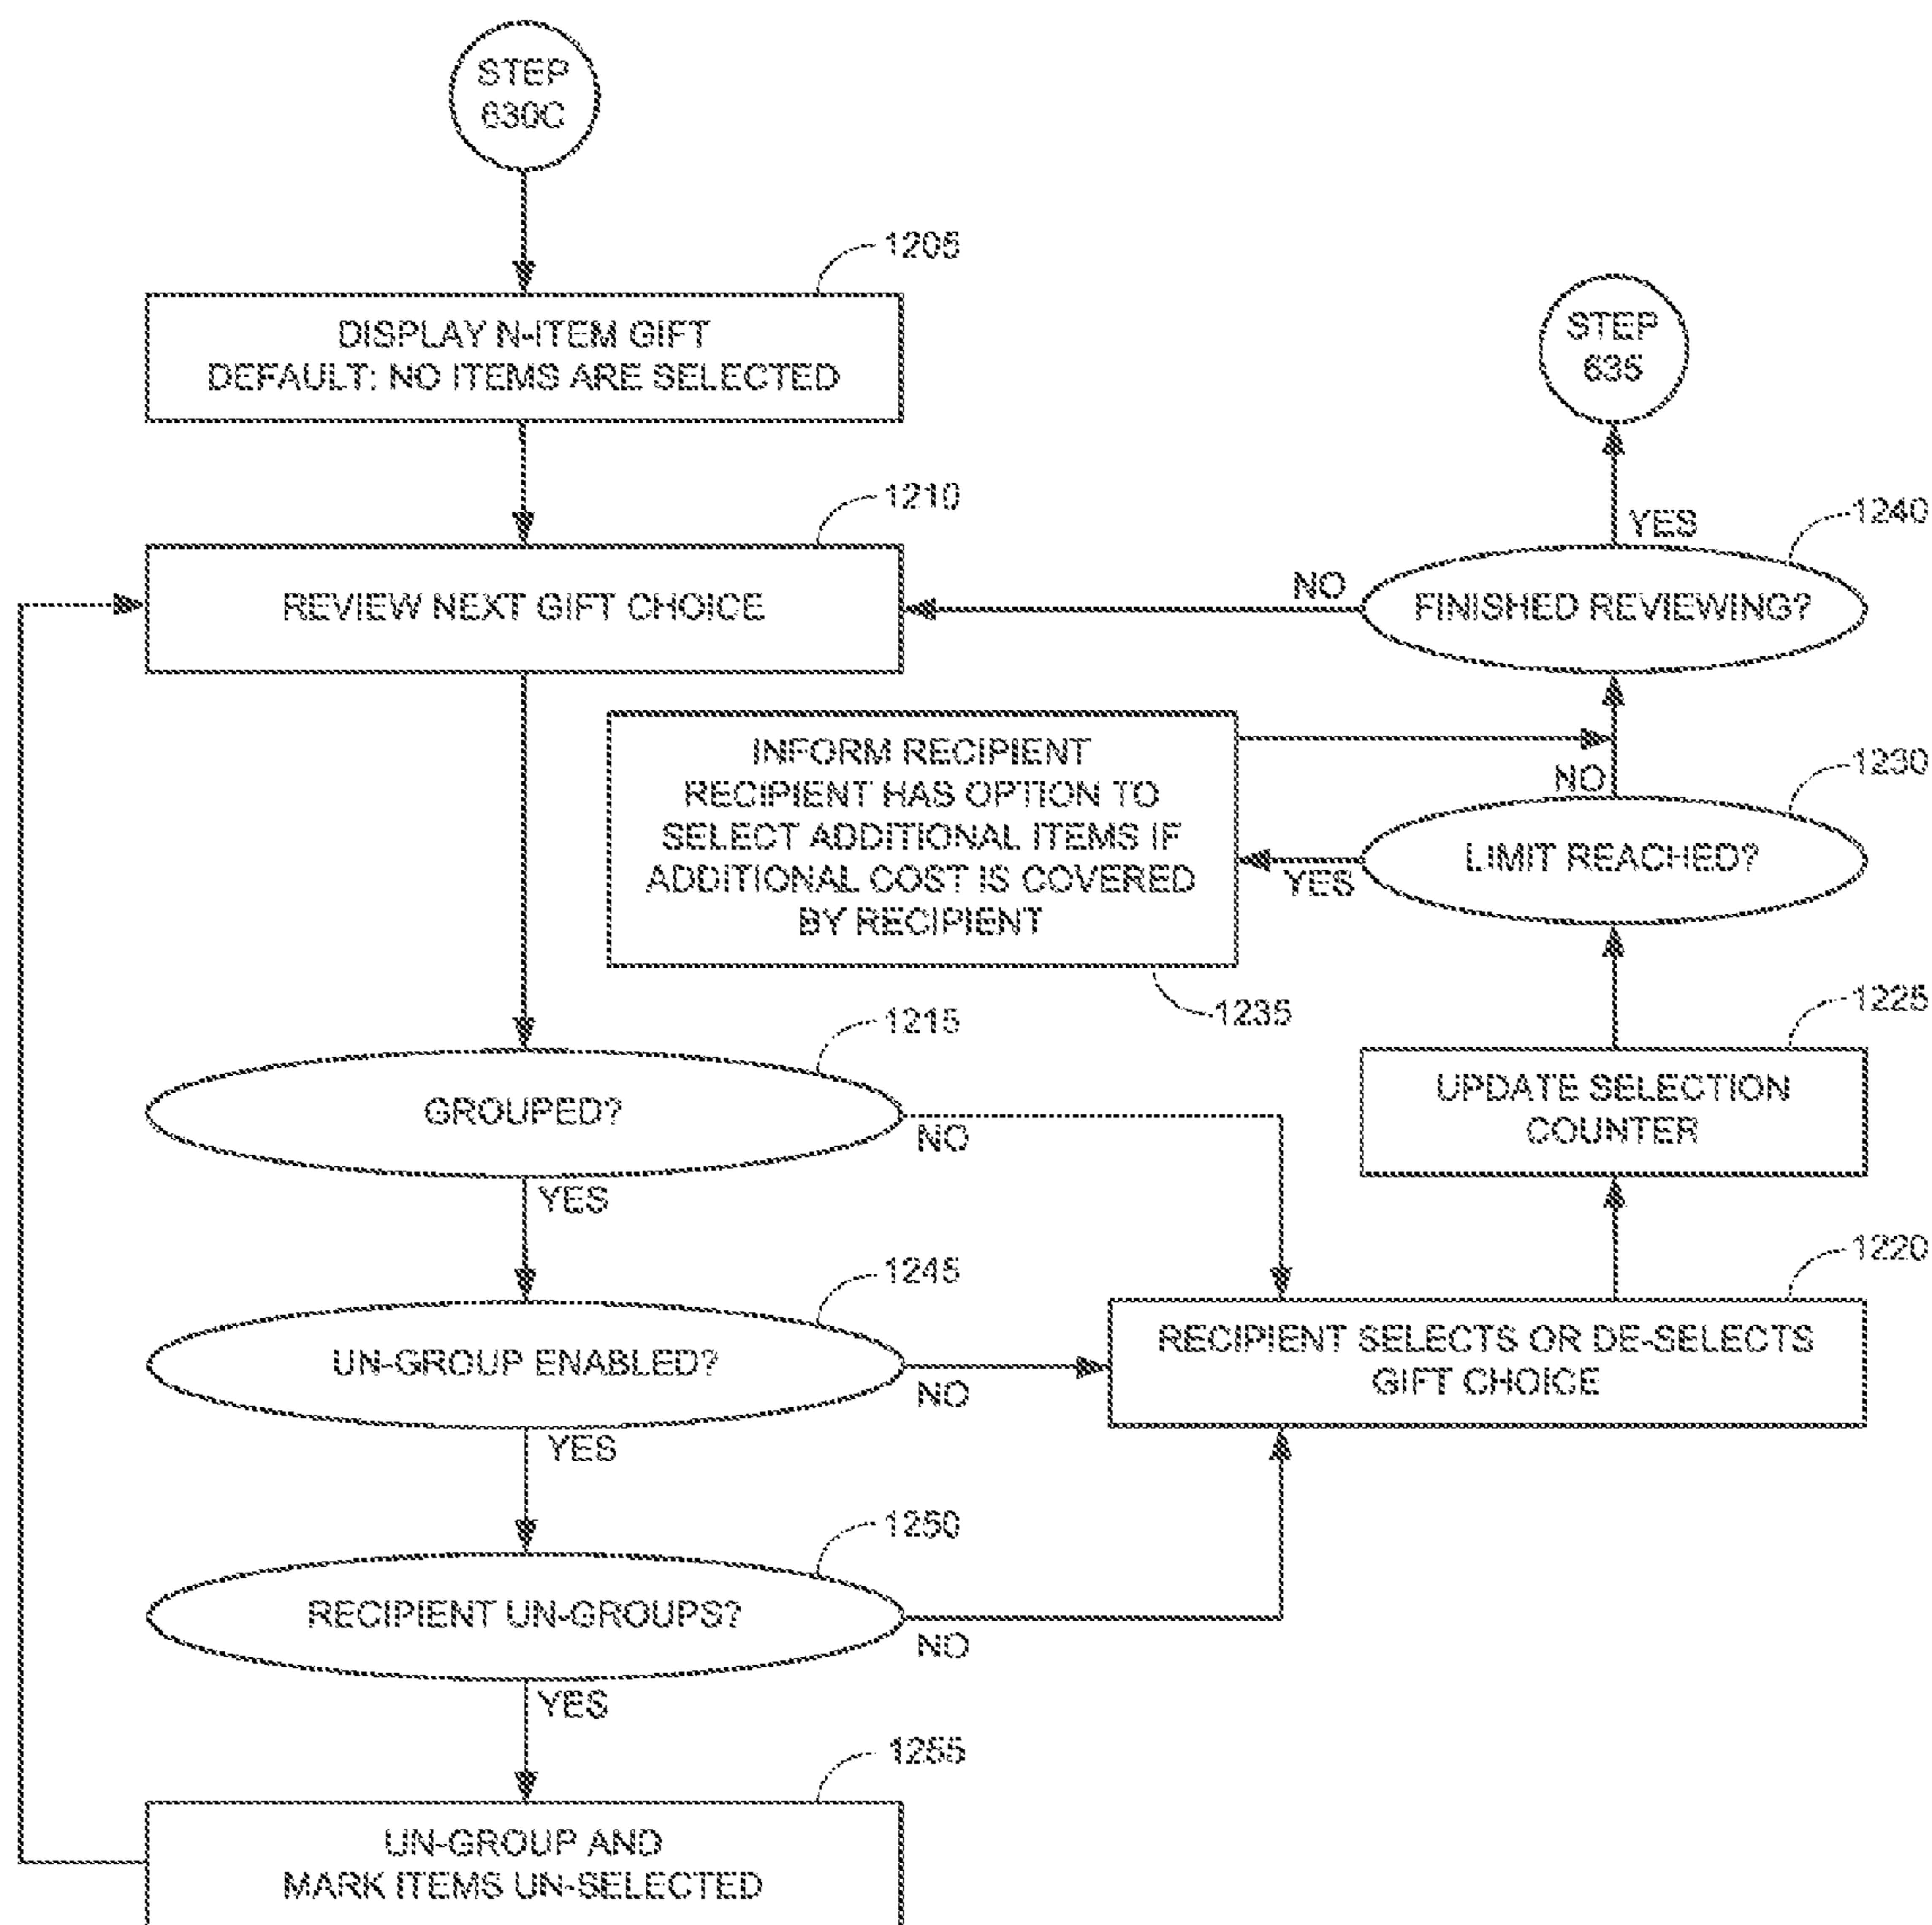 STEP
630C
1205
DISPLAY N-ITEM GIFT
DEFAULT: NO ITEMS ARE SELECTED
STEP
635
1210
REVIEW NEXT GIFT CHOICE
YES
1240
NO
FINISHED REVIEWING?
INFORM RECIPIENT
RECIPIENT HAS OPTION TO
SELECT ADDITIONAL ITEMS IF
ADDITIONAL COST IS COVERED
BY RECIPIENT
1235
NO
1230
LIMIT REACHED?
YES
1225
UPDATE SELECTION
COUNTER
1215
GROUPED?
NO
YES
1220
RECIPIENT SELECTS OR DE-SELECTS
GIFT CHOICE
1245
UN-GROUP ENABLED?
NO
YES
1250
RECIPIENT UN-GROUPS?
NO
YES
1255
UN-GROUP AND
MARK ITEMS UN-SELECTED